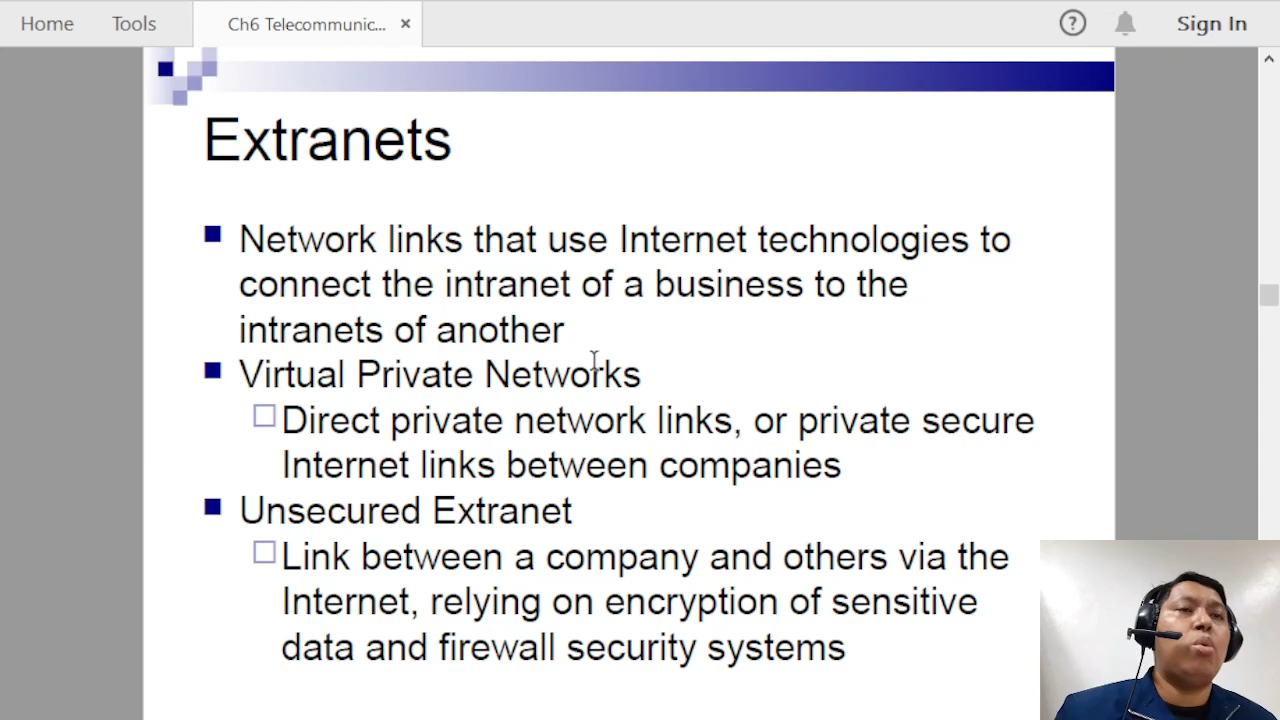 Home Tools Ch6 Telecommunic... × ? Sign In
Extranets
Network links that use Internet technologies to
connect the intranet of a business to the
intranets of another
Virtual Private Networks
Direct private network links, or private secure
Internet links between companies
Unsecured Extranet
Link between a company and others via the
Internet, relying on encryption of sensitive
data and firewall security systems